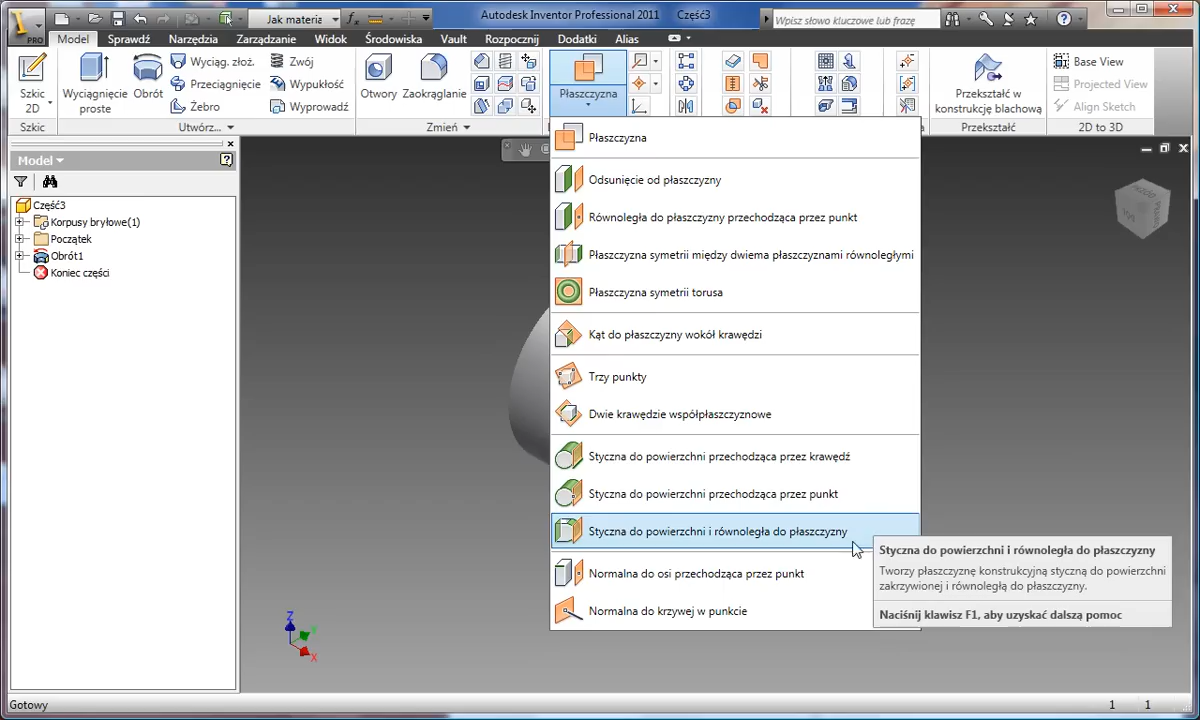 PRO
Jak materia
Autodesk Inventor Professional 2011 Część3
Wpisz słowo kluczowe lub frazę
Model Sprawdź Narzędzia Zarządzanie Widok Środowiska Vault Rozpocznij Dodatki Alias
Szkic
2D
Szkic
Wyciągnięcie
proste
Obrót
Wyciąg. złoż.
Przeciągnięcie
Żebro
Zwój
Wypukłość
Wyprowadź
Utwórz...
Otwory
Zaokrąglanie
Zmień
Płaszczyzna
Przekształć w
konstrukcję blachową
Przekształć
Base View
Projected View
Align Sketch
2D to 3D
Model
Część3
Korpusy bryłowe(1)
Początek
Obrót1
Koniec części
Płaszczyzna
Odsunięcie od płaszczyzny
Równoległa do płaszczyzny przechodząca przez punkt
Płaszczyzna symetrii między dwiema płaszczyznami równoległymi
Płaszczyzna symetrii torusa
Kąt do płaszczyzny wokół krawędzi
Trzy punkty
Dwie krawędzie współpłaszczyznowe
Styczna do powierzchni przechodząca przez krawędź
Styczna do powierzchni przechodząca przez punkt
Styczna do powierzchni i równoległa do płaszczyzny
Normalna do osi przechodząca przez punkt
Normalna do krzywej w punkcie
Styczna do powierzchni i równoległa do płaszczyzny
Tworzy płaszczyznę konstrukcyjną styczną do powierzchni
zakrzywionej i równoległą do płaszczyzny.
Naciśnij klawisz F1, aby uzyskać dalszą pomoc
Z
Y
X
Gotowy
1 1